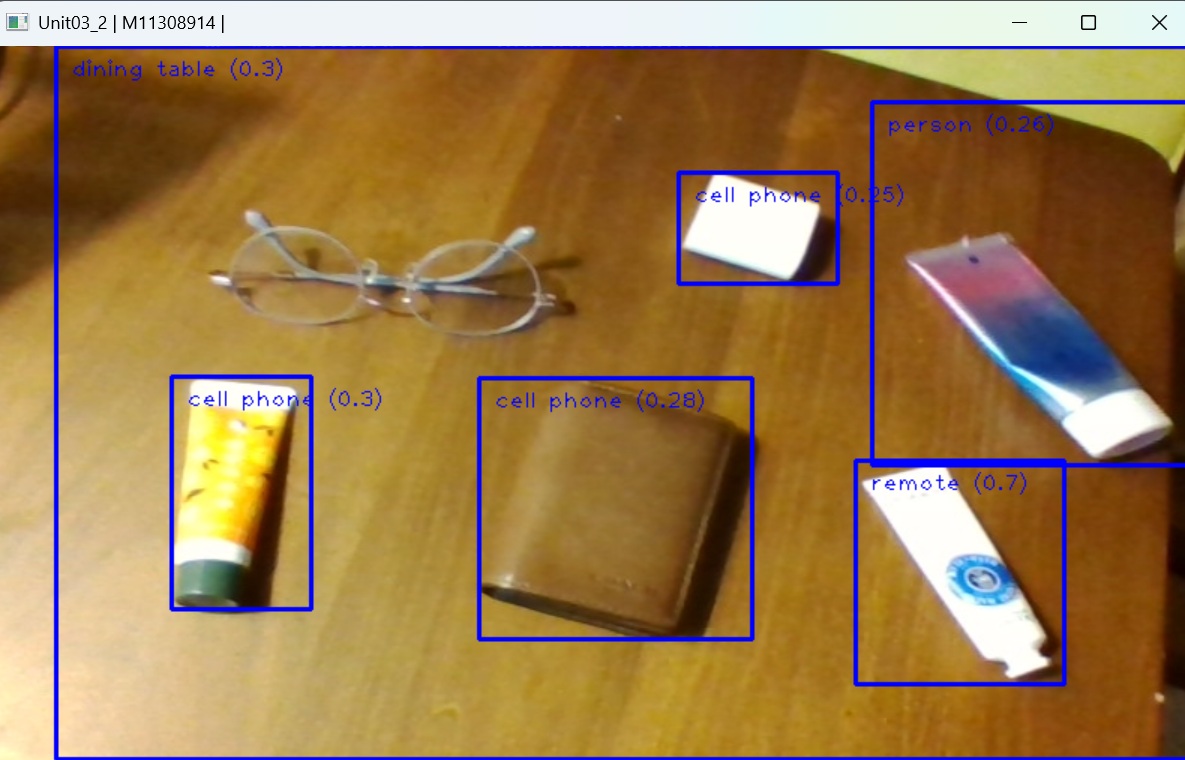 Unit03_2 | M11308914 |
dining table (0.3)
person (0.26)
cell phone (0.25)
cell phone (0.3)
cell phone (0.28)
remote (0.7)